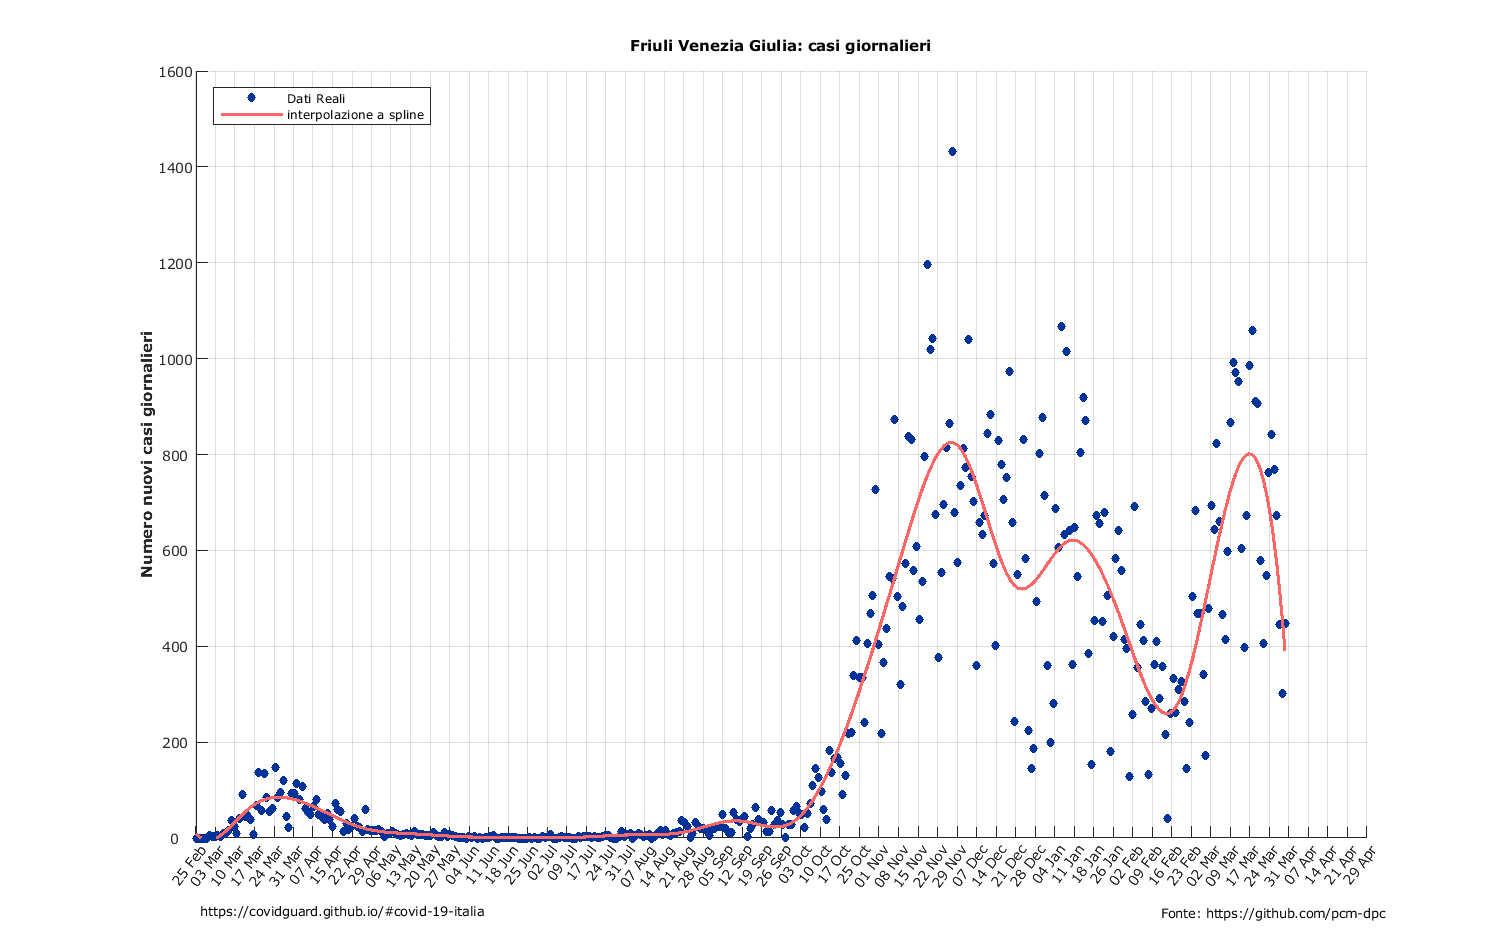 Friuli Venezia Giulia: casi giornalieri
Numero nuovi casi giornalieri
Dati Reali
interpolazione a spline
1600
1400
1200
1000
800
600
400
200
0
25 Feb
03 Mar
10 Mar
17 Mar
24 Mar
31 Mar
07 Apr
15 Apr
22 Apr
29 Apr
06 May
13 May
20 May
27 May
04 Jun
11 Jun
18 Jun
25 Jun
02 Jul
09 Jul
17 Jul
24 Jul
31 Jul
07 Aug
14 Aug
21 Aug
28 Aug
05 Sep
12 Sep
19 Sep
26 Sep
03 Oct
10 Oct
17 Oct
25 Oct
01 Nov
08 Nov
15 Nov
22 Nov
29 Nov
07 Dec
14 Dec
21 Dec
28 Dec
04 Jan
11 Jan
18 Jan
26 Jan
02 Feb
09 Feb
16 Feb
23 Feb
02 Mar
09 Mar
17 Mar
24 Mar
31 Mar
07 Apr
14 Apr
21 Apr
29 Apr
https://covidguard.github.io/#covid-19-italia
Fonte: https://github.com/pcm-dpc